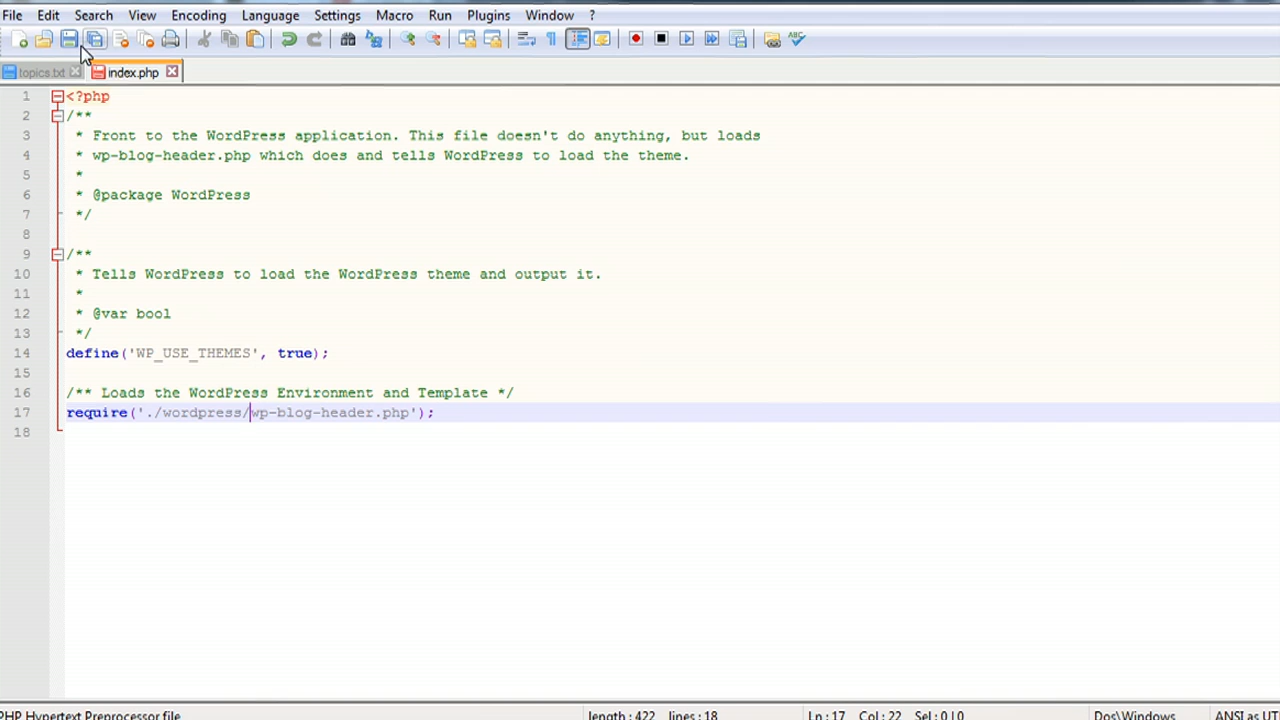 File Edit Search View Encoding Language Settings Macro Run Plugins Window ?
ABC
topics.txt index.php
1 <?php
2 /**
3 * Front to the WordPress application. This file doesn't do anything, but loads
4 * wp-blog-header.php which does and tells WordPress to load the theme.
5 *
6 * @package WordPress
7 */
8
9 /**
10 * Tells WordPress to load the WordPress theme and output it.
11 *
12 * @var bool
13 */
14 define('WP_USE_THEMES', true);
15
16 /** Loads the WordPress Environment and Template */
17 require('./wordpress/wp-blog-header.php');
18
PHP Hypertext Preprocessor file length : 422 lines : 18 Ln : 17 Col : 22 Sel : 0 | 0 Dos\Windows ANSI as UT